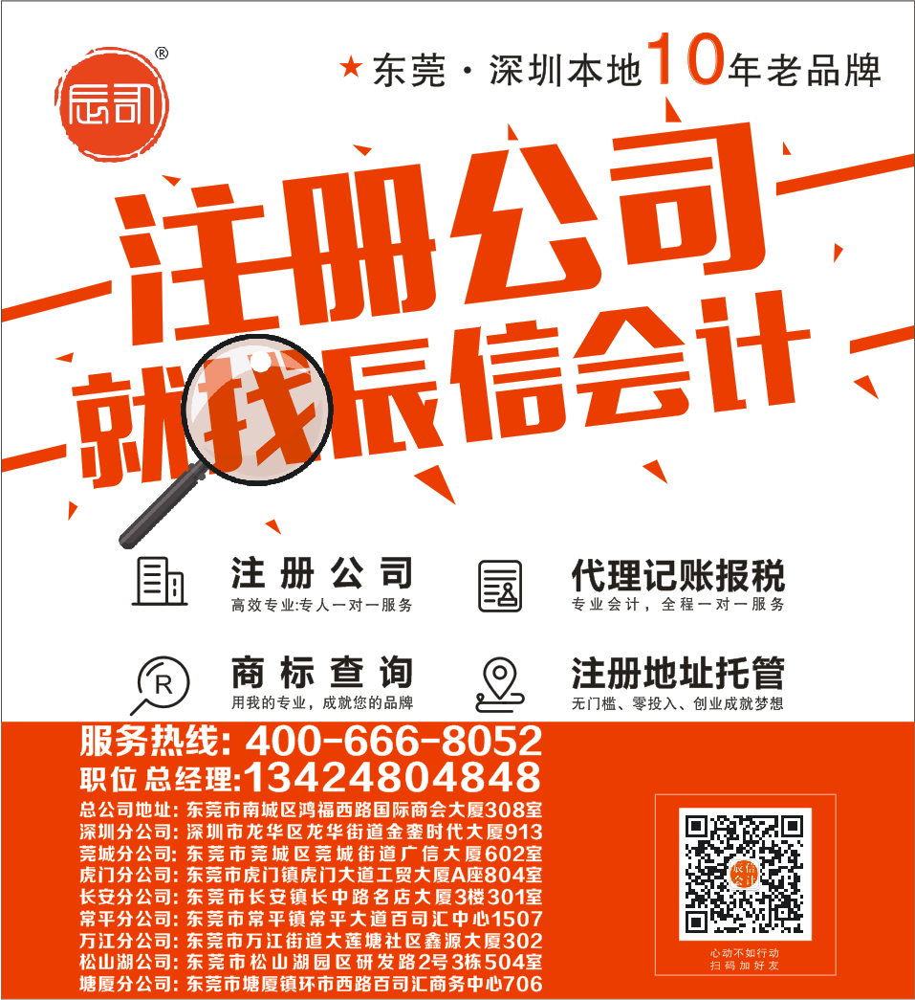 辰司®
★东莞·深圳本地10年老品牌
注册公司
就找辰信会计
注册公司
高效专业:专人一对一服务
代理记账报税
专业会计，全程一对一服务
R
商标查询
用我的专业，成就您的品牌
注册地址托管
无门槛、零投入、创业成就梦想
服务热线: 400-666-8052
职位 总经理:13424804848
总公司地址: 东莞市南城区鸿福西路国际商会大厦308室
深圳分公司: 深圳市龙华区龙华街道金銮时代大厦913
莞城分公司: 东莞市莞城区莞城街道广信大厦602室
虎门分公司: 东莞市虎门镇虎门大道工贸大厦A座804室
长安分公司: 东莞市长安镇长中路名店大厦3楼301室
常平分公司: 东莞市常平镇常平大道百司汇中心1507
万江分公司: 东莞市万江街道大莲塘社区鑫源大厦302
松山湖公司: 东莞市松山湖园区研发路2号3栋504室
塘厦分公司: 东莞市塘厦镇环市西路百司汇商务中心706
辰信
会计
心动不如行动
扫码加好友